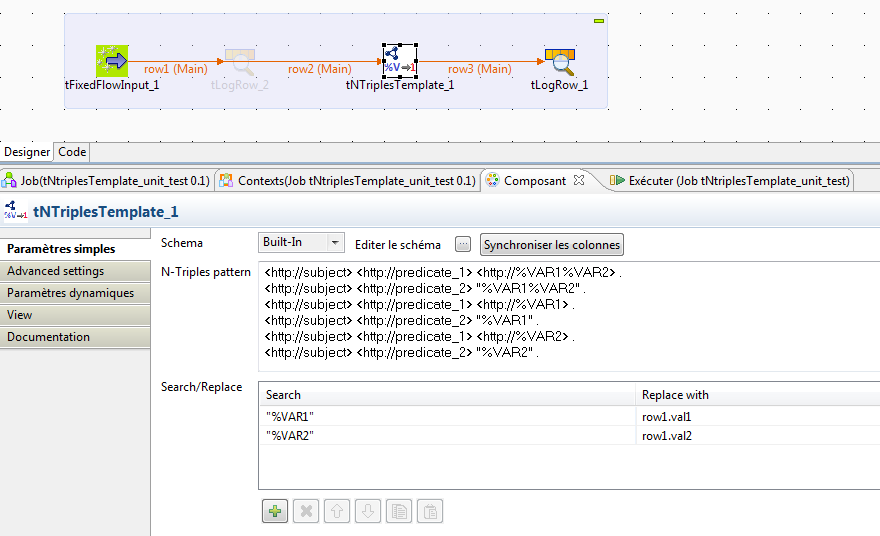 row1 (Main)
row2 (Main)
%V→1
row3 (Main)
tFixedFlowInput_1
tLogRow_2
tNTriplesTemplate_1
tLogRow_1
Designer
Code
Job(tNtriplesTemplate_unit_test 0.1)
Contexts(Job tNtriplesTemplate_unit_test 0.1)
Composant
Exécuter (Job tNtriplesTemplate_unit_test)
%V→1
tNTriplesTemplate_1
Paramètres simples
Advanced settings
Paramètres dynamiques
View
Documentation
Schema
Built-In
Editer le schéma
...
Synchroniser les colonnes
N-Triples pattern
<http://subject> <http://predicate_1> <http://%VAR1%VAR2> .
<http://subject> <http://predicate_2> "%VAR1%VAR2" .
<http://subject> <http://predicate_1> <http://%VAR1> .
<http://subject> <http://predicate_2> "%VAR1" .
<http://subject> <http://predicate_1> <http://%VAR2> .
<http://subject> <http://predicate_2> "%VAR2" .
Search/Replace
Search
Replace with
"%VAR1"
row1.val1
"%VAR2"
row1.val2